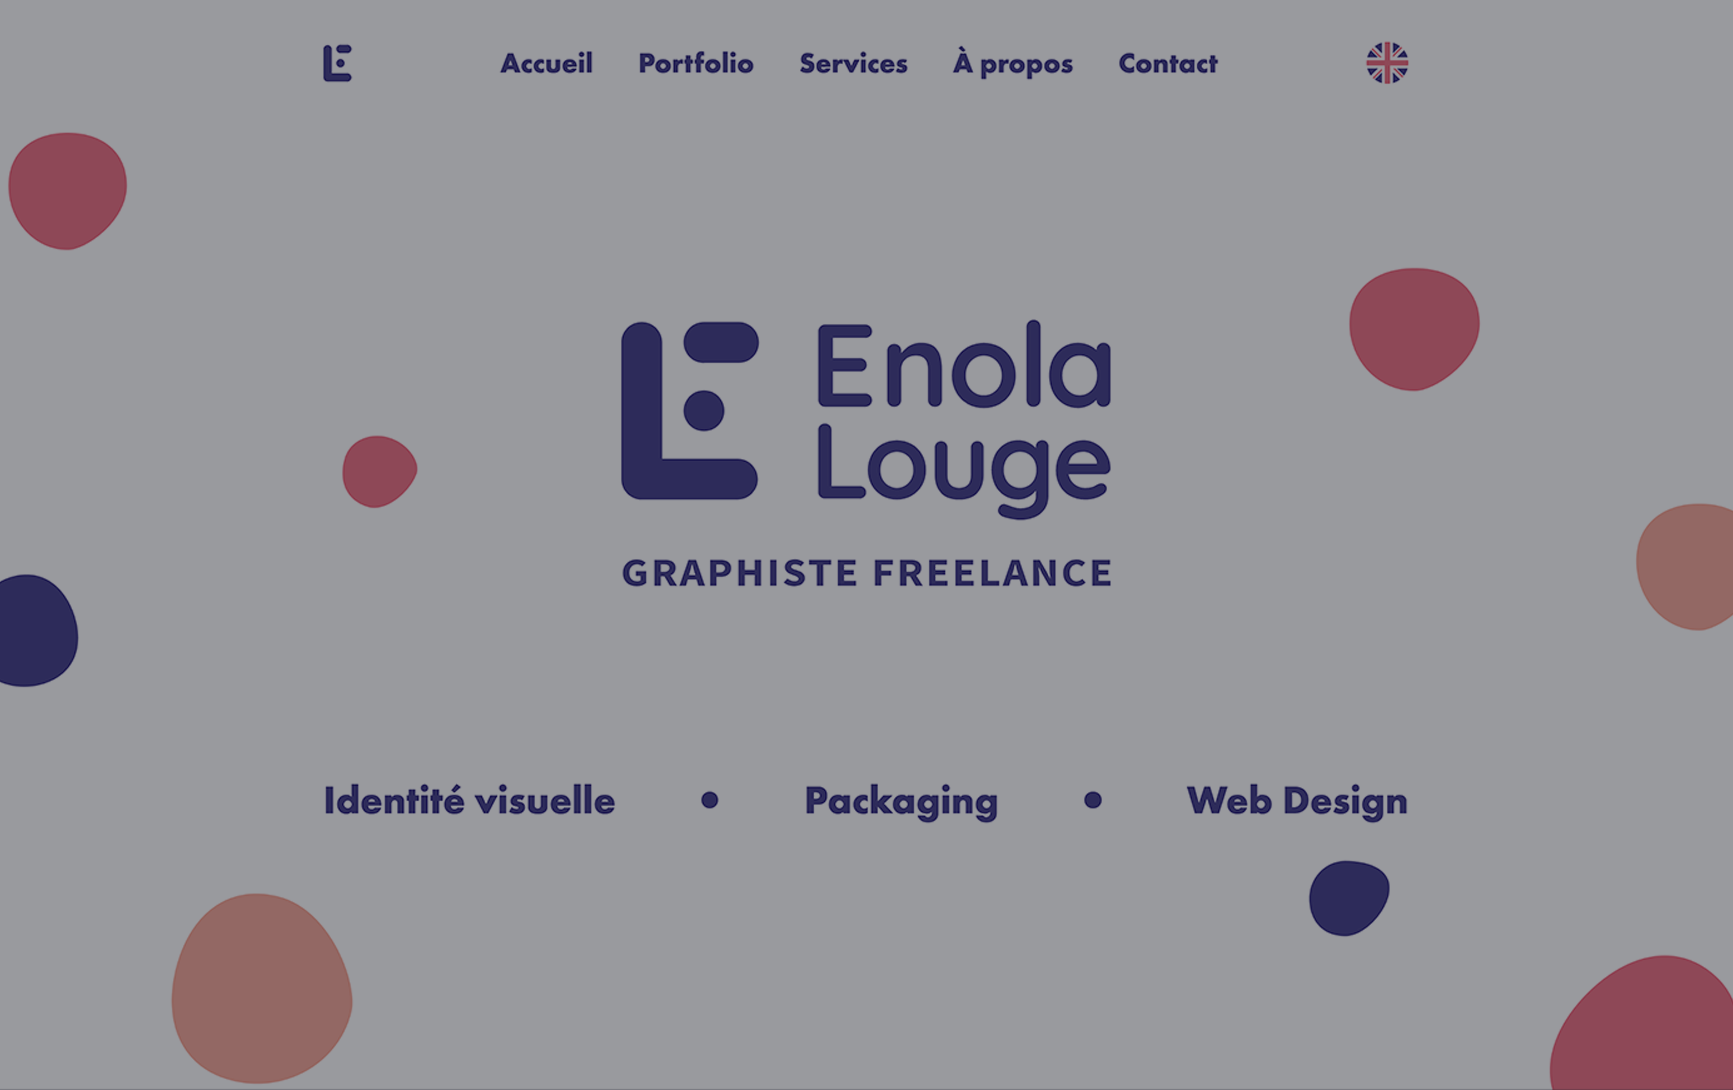 Accueil Portfolio Services À propos Contact
Enola
Louge
GRAPHISTE FREELANCE
Identité visuelle • Packaging • Web Design